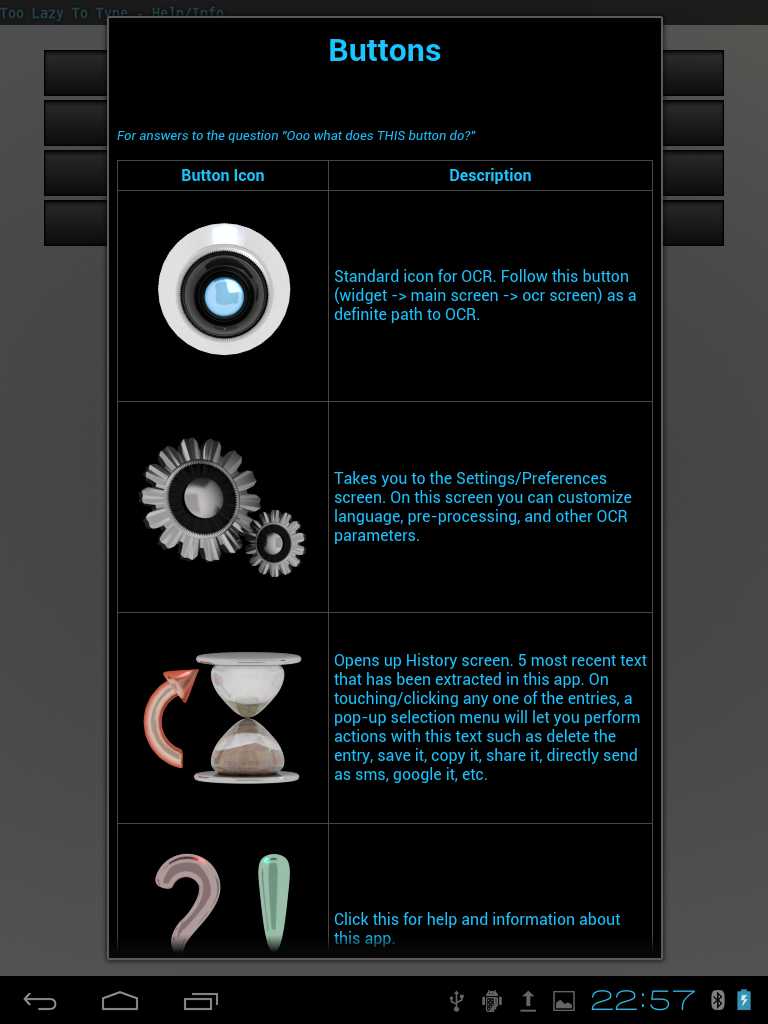 Too Lazy To Type - Help/Info
Buttons
For answers to the question "Ooo what does THIS button do?"
Button Icon
Description
Standard icon for OCR. Follow this button
(widget -> main screen -> ocr screen) as a
definite path to OCR.
Takes you to the Settings/Preferences
screen. On this screen you can customize
language, pre-processing, and other OCR
parameters.
Opens up History screen. 5 most recent text
that has been extracted in this app. On
touching/clicking any one of the entries, a
pop-up selection menu will let you perform
actions with this text such as delete the
entry, save it, copy it, share it, directly send
as sms, google it, etc.
Click this for help and information about
this app.
22:57